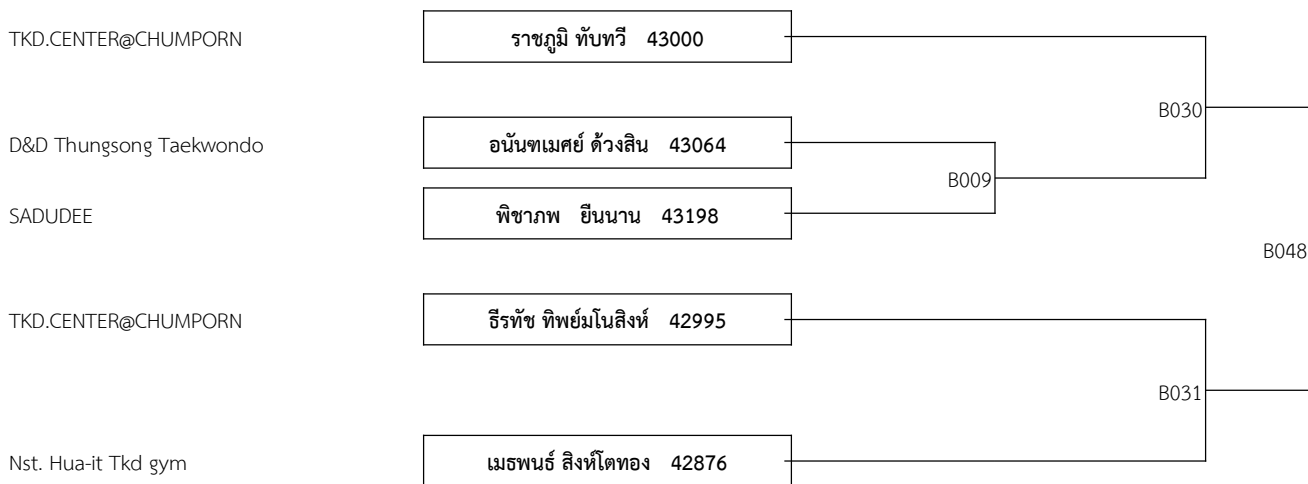 TKD.CENTER@CHUMPORN ราชภูมิ ทับทวี 43000
B030
D&D Thungsong Taekwondo อนันฑเมศย์ ด้วงสิน 43064
B009
SADUDEE พิชาภพ ยืนนาน 43198
B048
TKD.CENTER@CHUMPORN ธีรทัช ทิพย์มโนสิงห์ 42995
B031
Nst. Hua-it Tkd gym เมธพนธ์ สิงห์โตทอง 42876